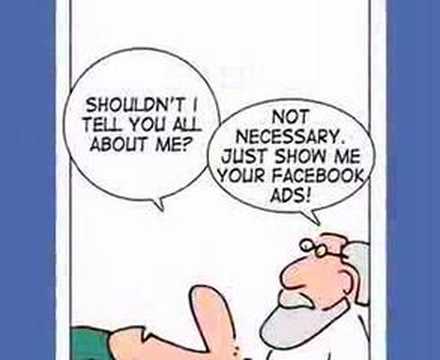 SHOULDN'T I
TELL YOU ALL
ABOUT ME?
NOT
NECESSARY.
JUST SHOW ME
YOUR FACEBOOK
ADS!